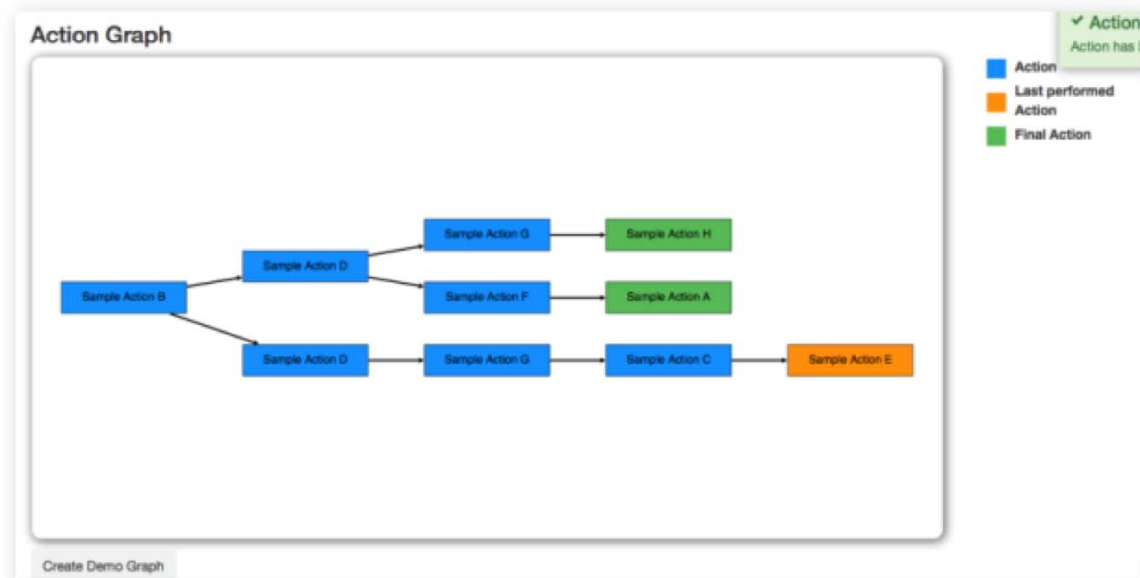 Action Graph
✔ Action
Action has
Action
Last performed
Action
Final Action
Sample Action G
Sample Action H
Sample Action D
Sample Action B
Sample Action F
Sample Action A
Sample Action D
Sample Action G
Sample Action C
Sample Action E
Create Demo Graph